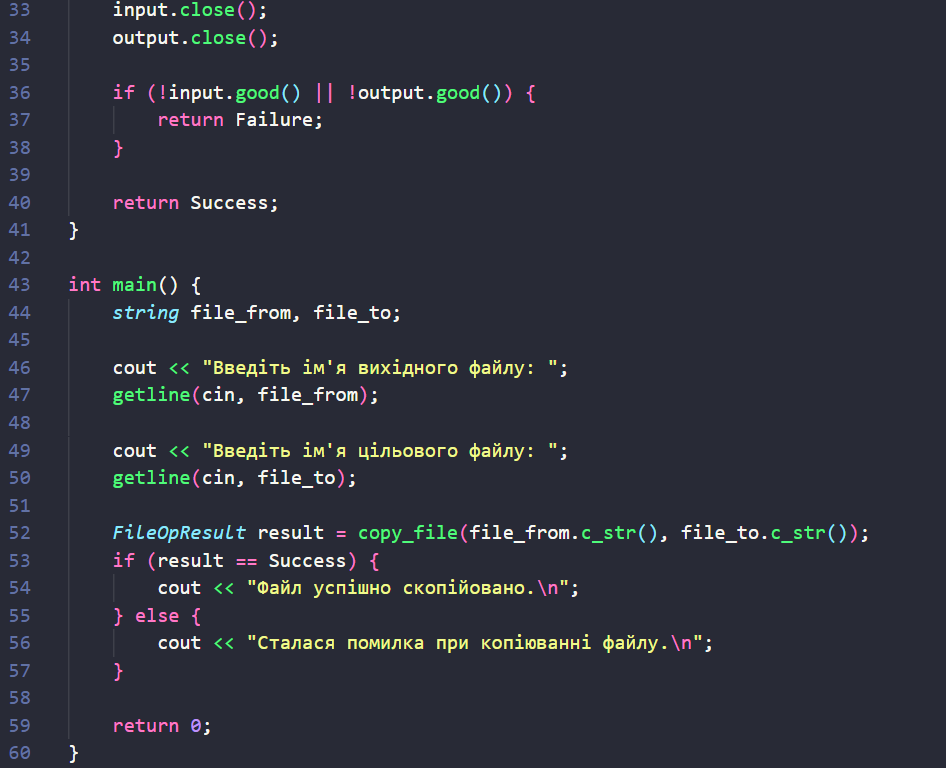 33 input.close();
34 output.close();
35
36 if (!input.good() || !output.good()) {
37 return Failure;
38 }
39
40 return Success;
41 }
42
43 int main() {
44 string file_from, file_to;
45
46 cout << "Введіть ім'я вихідного файлу: ";
47 getline(cin, file_from);
48
49 cout << "Введіть ім'я цільового файлу: ";
50 getline(cin, file_to);
51
52 FileOpResult result = copy_file(file_from.c_str(), file_to.c_str());
53 if (result == Success) {
54 cout << "Файл успішно скопійовано.\n";
55 } else {
56 cout << "Сталася помилка при копіюванні файлу.\n";
57 }
58
59 return 0;
60 }